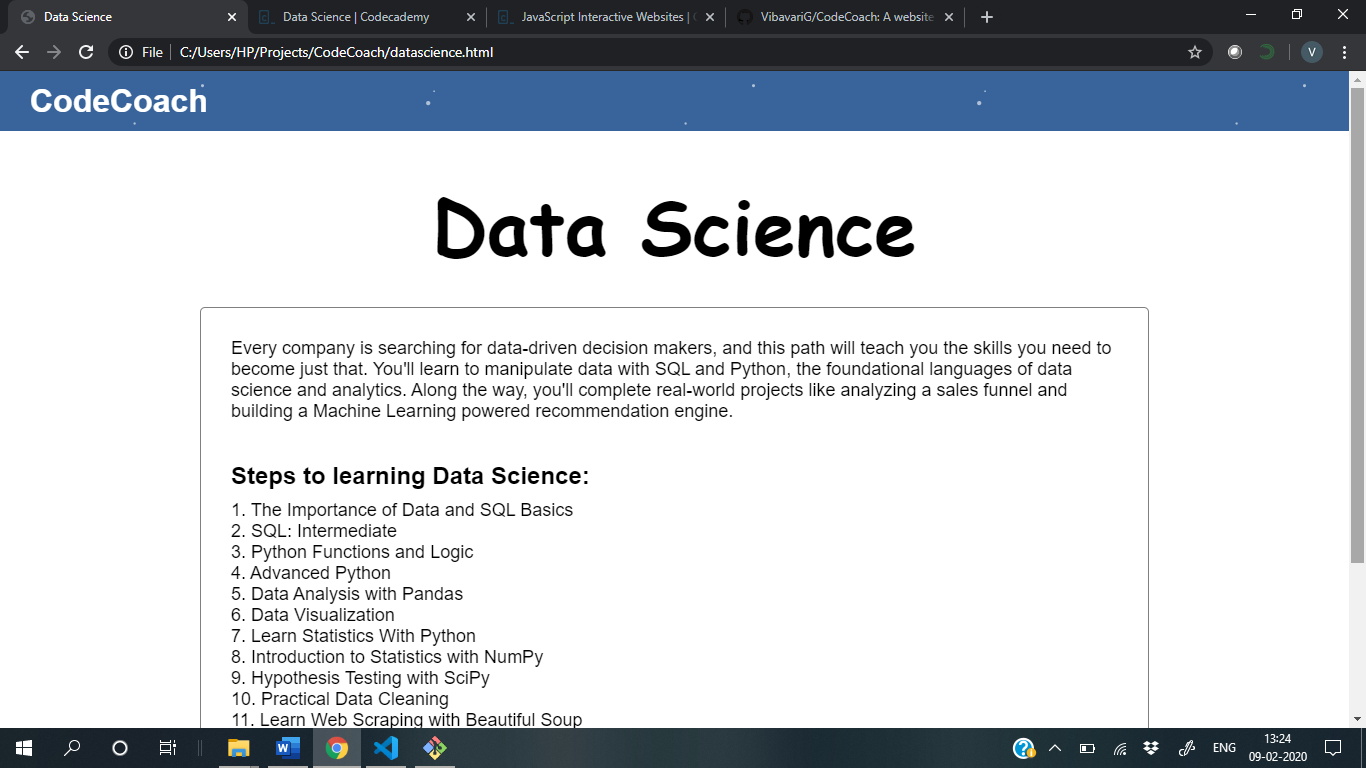 Data Science
Data Science | Codecademy
JavaScript Interactive Websites |
VibavariG/CodeCoach: A website
File
C:/Users/HP/Projects/CodeCoach/datascience.html
V
CodeCoach
Data Science
Every company is searching for data-driven decision makers, and this path will teach you the skills you need to
become just that. You'll learn to manipulate data with SQL and Python, the foundational languages of data
science and analytics. Along the way, you'll complete real-world projects like analyzing a sales funnel and
building a Machine Learning powered recommendation engine.
Steps to learning Data Science:
1. The Importance of Data and SQL Basics
2. SQL: Intermediate
3. Python Functions and Logic
4. Advanced Python
5. Data Analysis with Pandas
6. Data Visualization
7. Learn Statistics With Python
8. Introduction to Statistics with NumPy
9. Hypothesis Testing with SciPy
10. Practical Data Cleaning
11. Learn Web Scraping with Beautiful Soup
ENG
13:24
09-02-2020